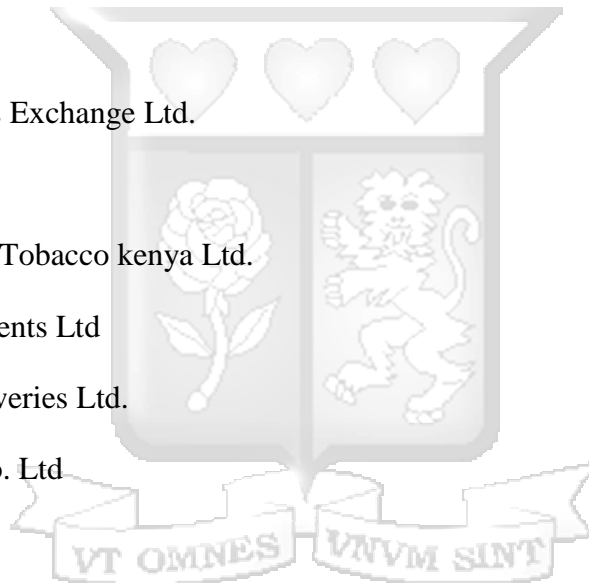 Exchange Ltd.
Tobacco kenya Ltd.
ents Ltd
veries Ltd.
. Ltd
VT OMNES VNVM SINT